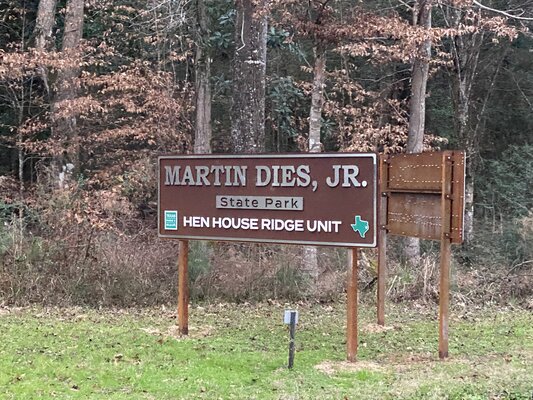 MARTIN DIES, JR.
State Park
HEN HOUSE RIDGE UNIT